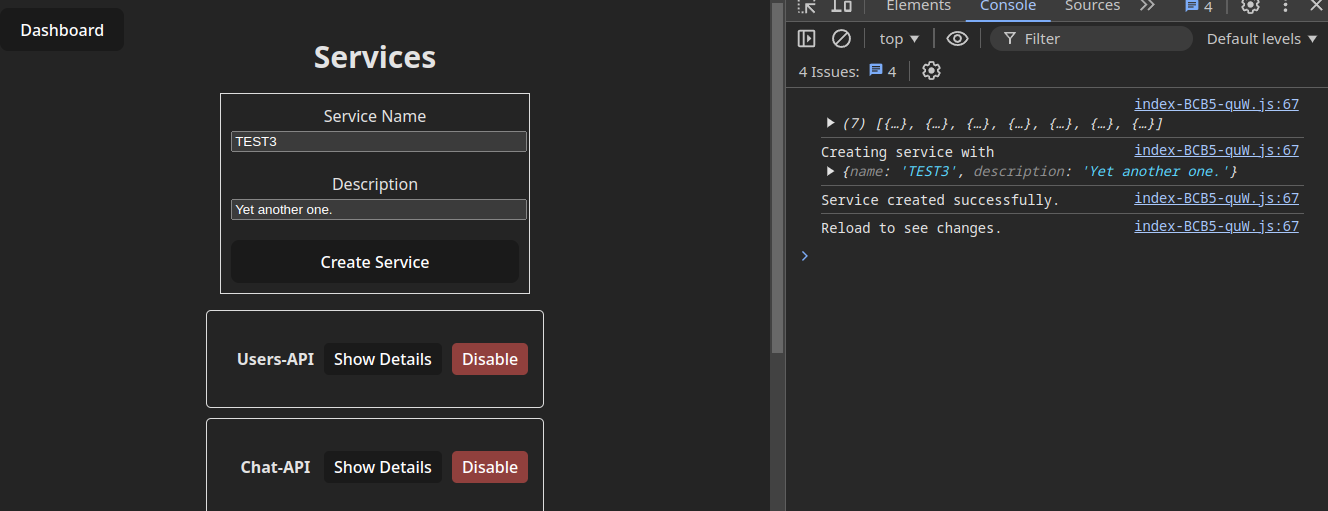 Dashboard
Services
Service Name
TEST3
Description
Yet another one.
Create Service
Users-API Show Details Disable
Chat-API Show Details Disable
Elements Console Sources 4
top Filter Default levels
4 Issues: 4
index-BCB5-quW.js:67
(7) [{…}, {…}, {…}, {…}, {…}, {…}, {…}]
Creating service with index-BCB5-quW.js:67
{name: 'TEST3', description: 'Yet another one.'}
Service created successfully. index-BCB5-quW.js:67
Reload to see changes. index-BCB5-quW.js:67